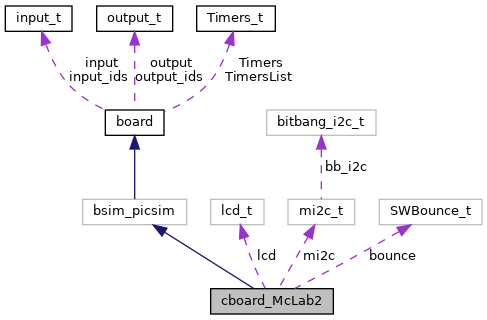 input_t
output_t
Timers_t
input
input_ids
output
output_ids
Timers
TimersList
board
bitbang_i2c_t
bb_i2c
bsim_picsim
lcd_t
mi2c_t
SWBounce_t
lcd
mi2c
bounce
cboard_McLab2